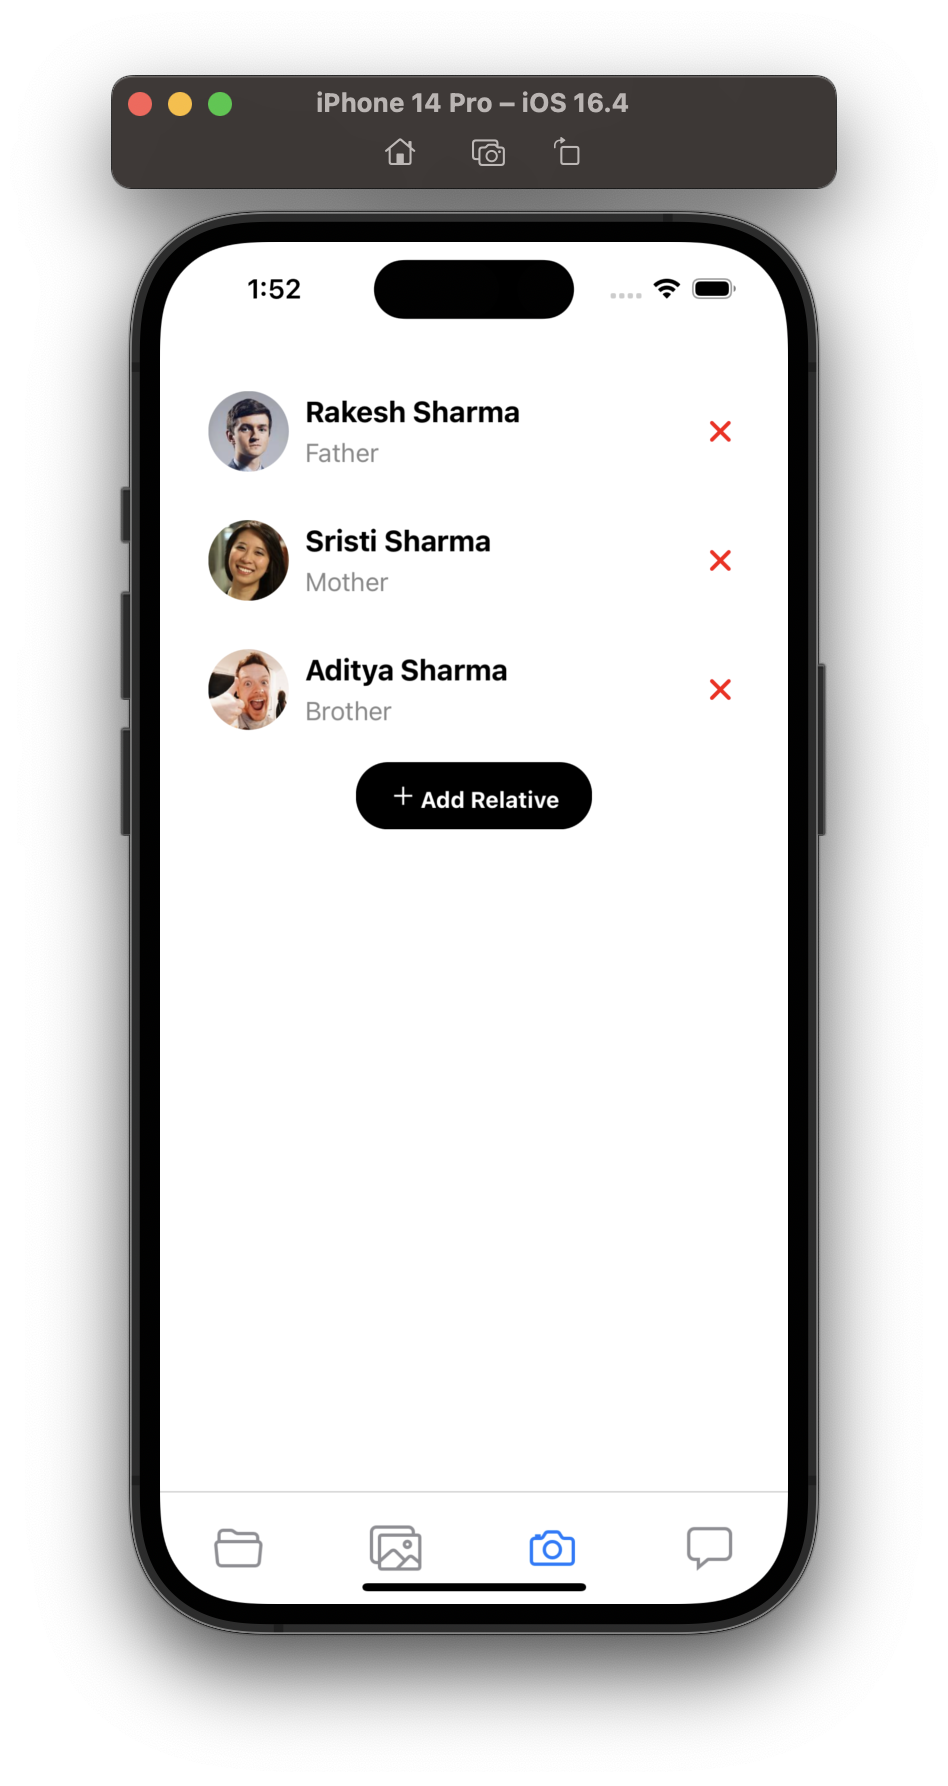 iPhone 14 Pro – iOS 16.4
1:52
Rakesh Sharma
Father
Sristi Sharma
Mother
Aditya Sharma
Brother
+ Add Relative